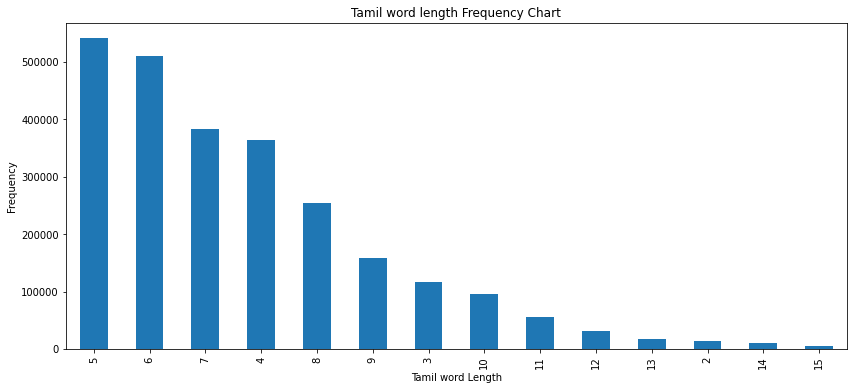 Tamil word length Frequency Chart
500000
400000
300000
200000
100000
0
Frequency
5 6 7 4 8 9 3 10 11 12 13 2 14 15
Tamil word Length